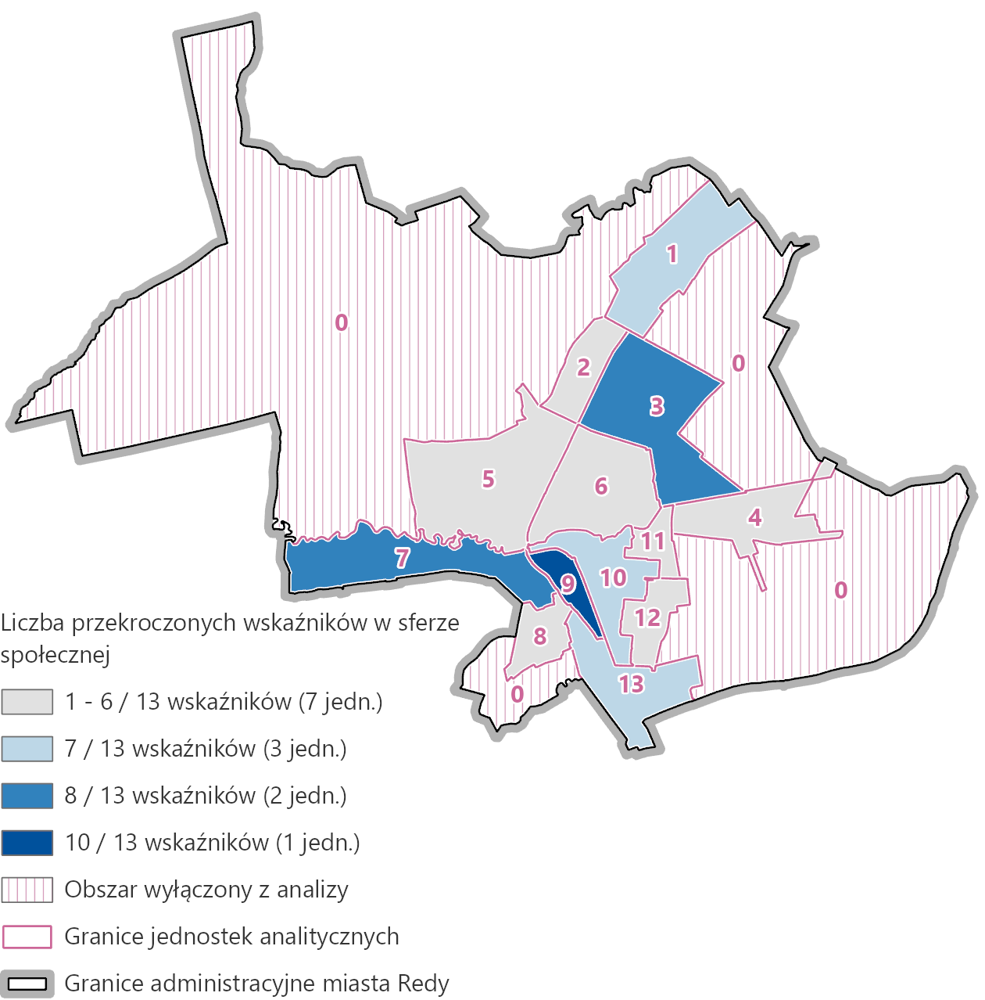 1
0
2
0
3
5
6
4
11
7
10
9
0
12
8
13
0
Liczba przekroczonych wskaźników w sferze
społecznej
1 - 6 / 13 wskaźników (7 jedn.)
7 / 13 wskaźników (3 jedn.)
8 / 13 wskaźników (2 jedn.)
10 / 13 wskaźników (1 jedn.)
Obszar wyłączony z analizy
Granice jednostek analitycznych
Granice administracyjne miasta Redy